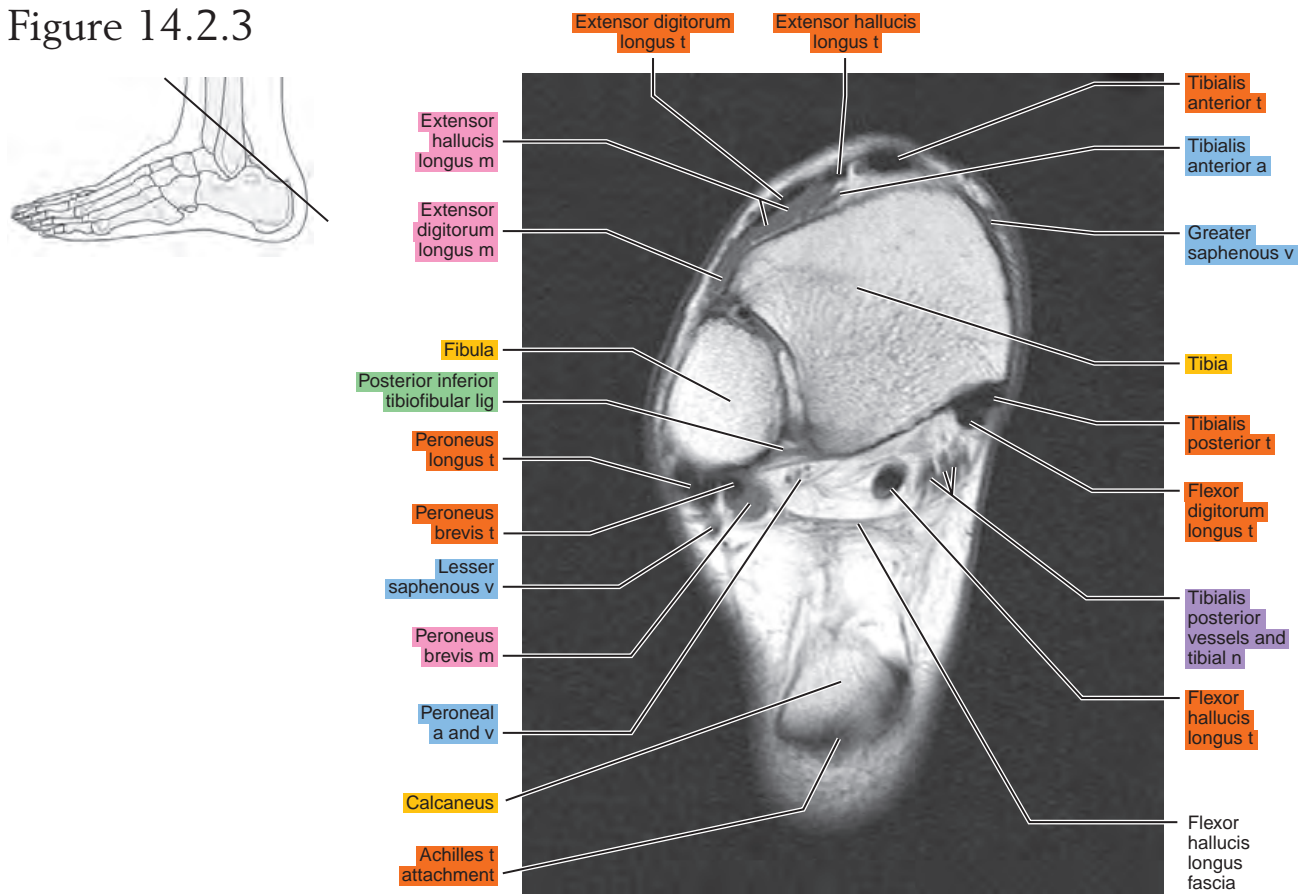 Figure 14.2.3
Extensor digitorum
longus t
Extensor hallucis
longus t
Extensor
hallucis
longus m
Extensor
digitorum
longus m
Fibula
Posterior inferior
tibiofibular lig
Peroneus
longus t
Peroneus
brevis t
Lesser
saphenous v
Peroneus
brevis m
Peroneal
a and v
Calcaneus
Achilles t
attachment
Tibialis
anterior t
Tibialis
anterior a
Greater
saphenous v
Tibia
Tibialis
posterior t
Flexor
digitorum
longus t
Tibialis
posterior
vessels and
tibial n
Flexor
hallucis
longus t
Flexor
hallucis
longus
fascia